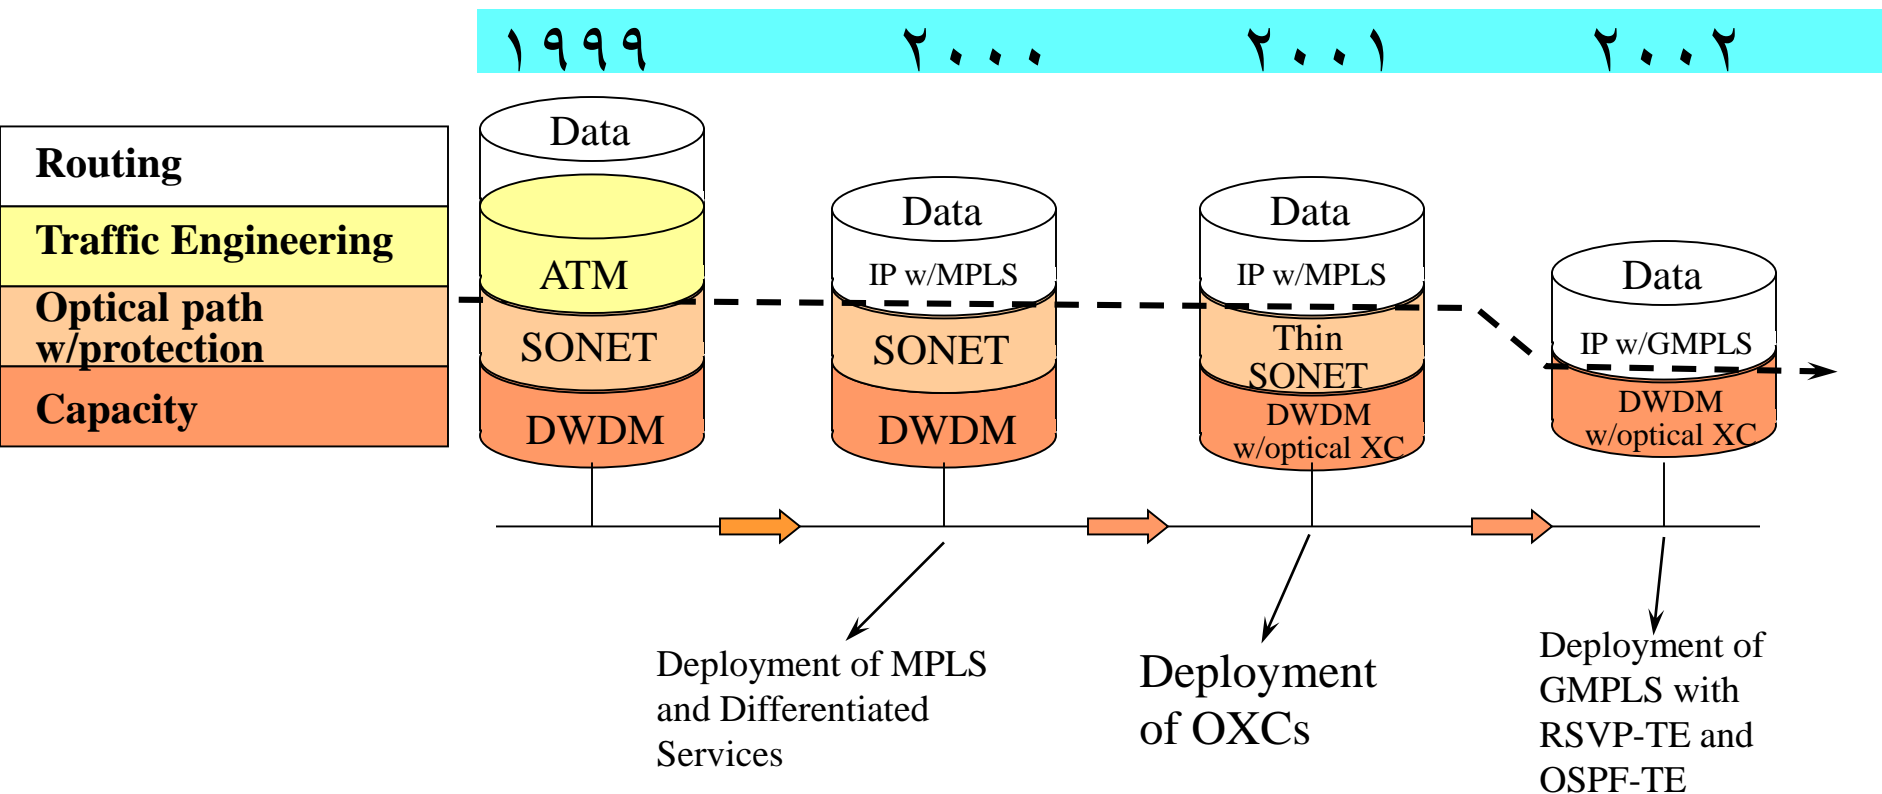 ١٩٩٩
٢٠٠٠
٢٠٠١
٢٠٠٢
Routing
Traffic Engineering
Optical path
w/protection
Capacity
Data
ATM
SONET
DWDM
Data
IP w/MPLS
SONET
DWDM
Data
IP w/MPLS
Thin
SONET
DWDM
w/optical XC
Data
IP w/GMPLS
DWDM
w/optical XC
Deployment of MPLS
and Differentiated
Services
Deployment
of OXCs
Deployment of
GMPLS with
RSVP-TE and
OSPF-TE